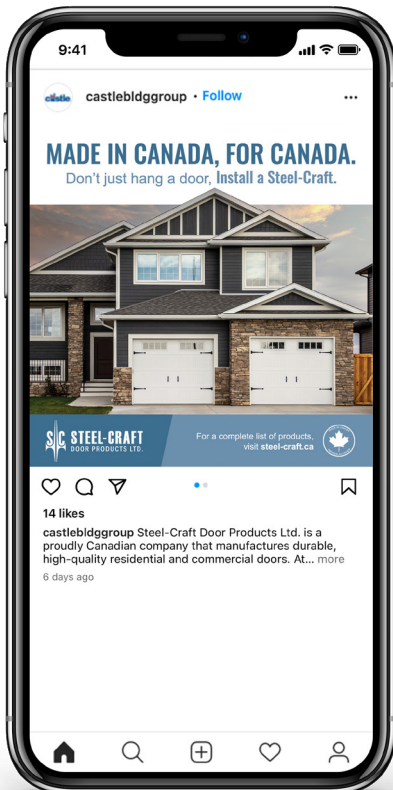 9:41
castle
castlebldggroup • Follow
MADE IN CANADA, FOR CANADA.
Don't just hang a door, Install a Steel-Craft.
SC STEEL-CRAFT
DOOR PRODUCTS LTD.
For a complete list of products,
visit steel-craft.ca
14 likes
castlebldggroup Steel-Craft Door Products Ltd. is a
proudly Canadian company that manufactures durable,
high-quality residential and commercial doors. At... more
6 days ago